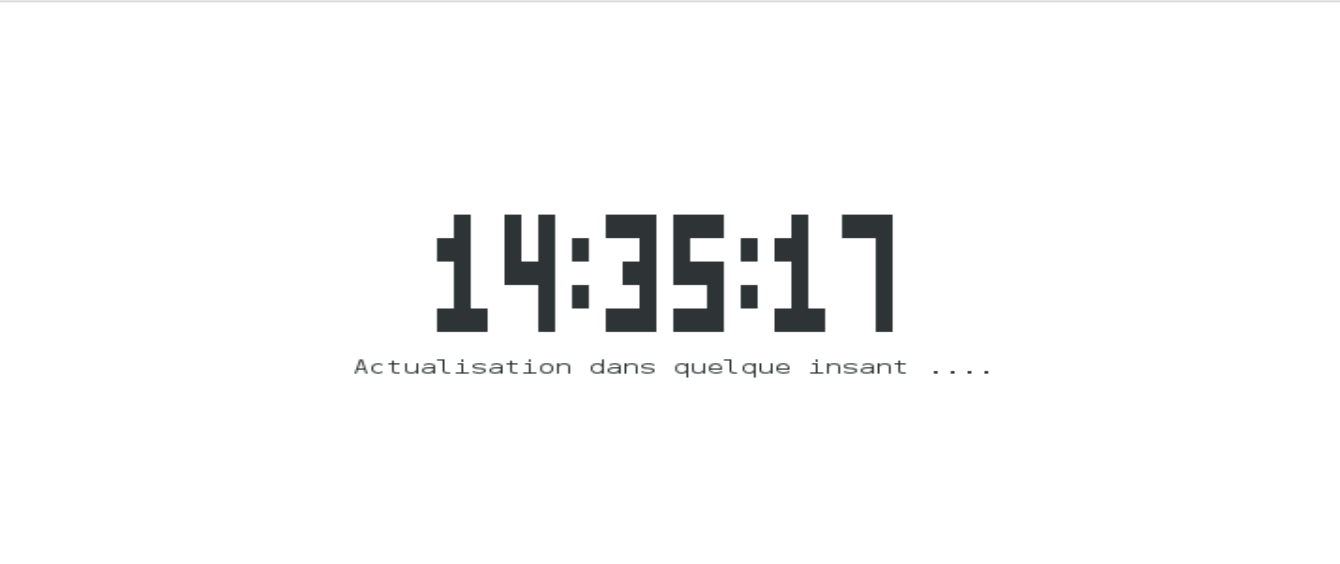 14:35:17
Actualisation dans quelque insant ....